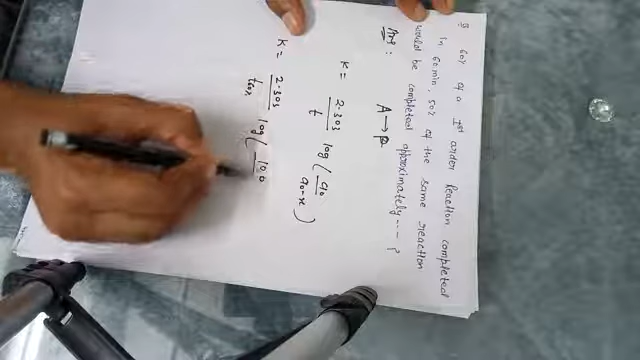 Q 60% of a 1st order reaction completed
in 60 min, 50% of the same reaction
would be completed approximately --- ?
Ans:
A → P
K = 2.303 / t log ( a0 / a0-x )
K = 2.303 / t60% log ( 100